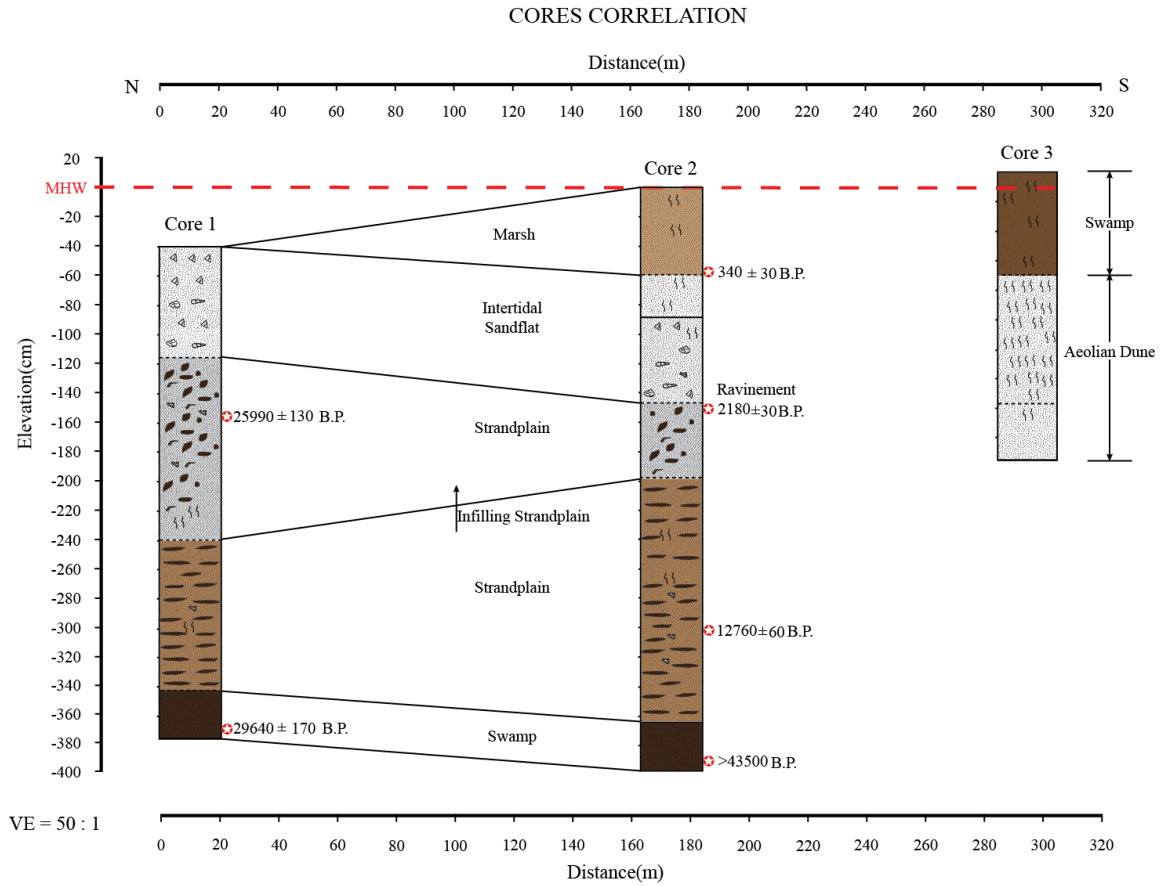 CORES CORRELATION
Distance(m)
N
S
0 20 40 60 80 100 120 140 160 180 200 220 240 260 280 300 320
Elevation(cm)
20
MHW
-20
-40
-60
-80
-100
-120
-140
-160
-180
-200
-220
-240
-260
-280
-300
-320
-340
-360
-380
-400
Core 1
25990 ± 130 B.P.
29640 ± 170 B.P.
Marsh
Intertidal
Sandflat
Strandplain
Infilling Strandplain
Strandplain
Swamp
Core 2
340 ± 30 B.P.
Ravinement
2180 ± 30 B.P.
12760 ± 60 B.P.
>43500 B.P.
Core 3
Swamp
Aeolian Dune
VE = 50 : 1
0 20 40 60 80 100 120 140 160 180 200 220 240 260 280 300 320
Distance(m)